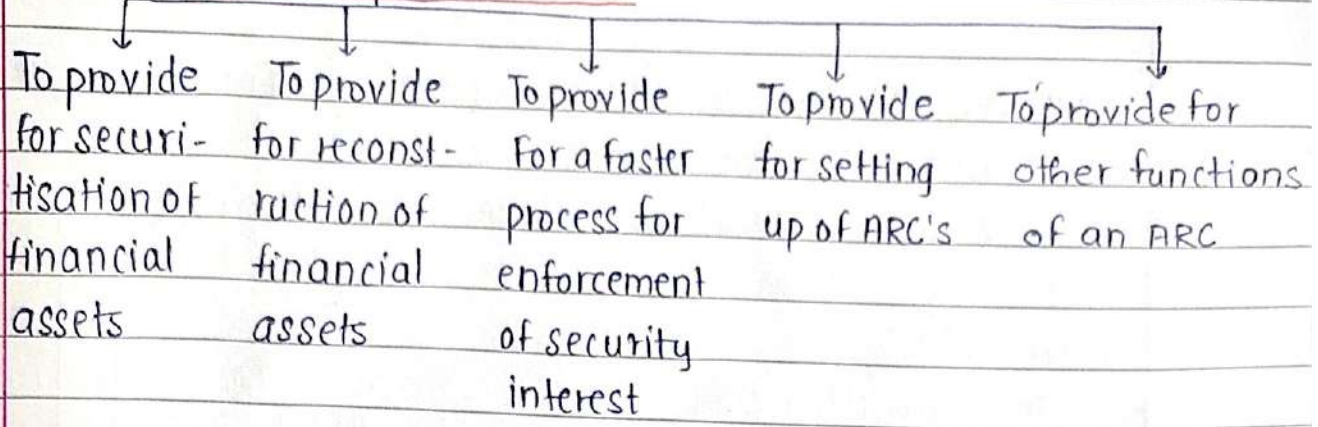 To provide
for securi-
tisation of
financial
assets
To provide
for reconst-
ruction of
financial
assets
To provide
For a faster
process for
enforcement
of security
interest
To provide
for setting
up of ARC's
To provide for
other functions
of an ARC